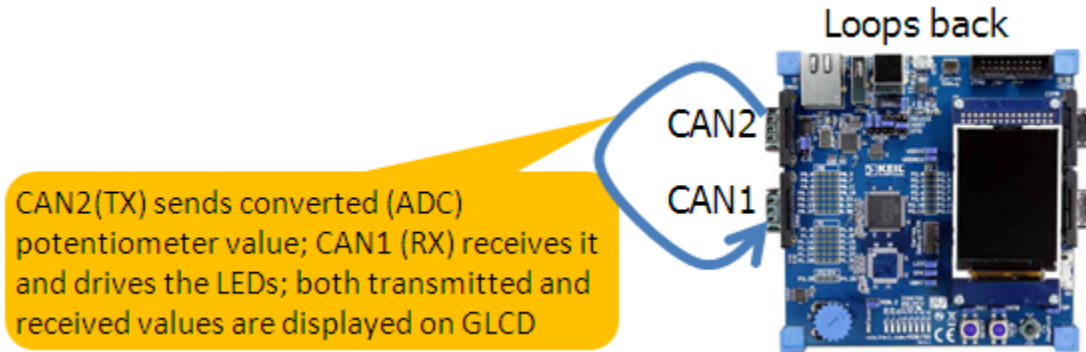 Loops back
CAN2
CAN1
KEIL
CAN2(TX) sends converted (ADC)
potentiometer value; CAN1 (RX) receives it
and drives the LEDs; both transmitted and
received values are displayed on GLCD